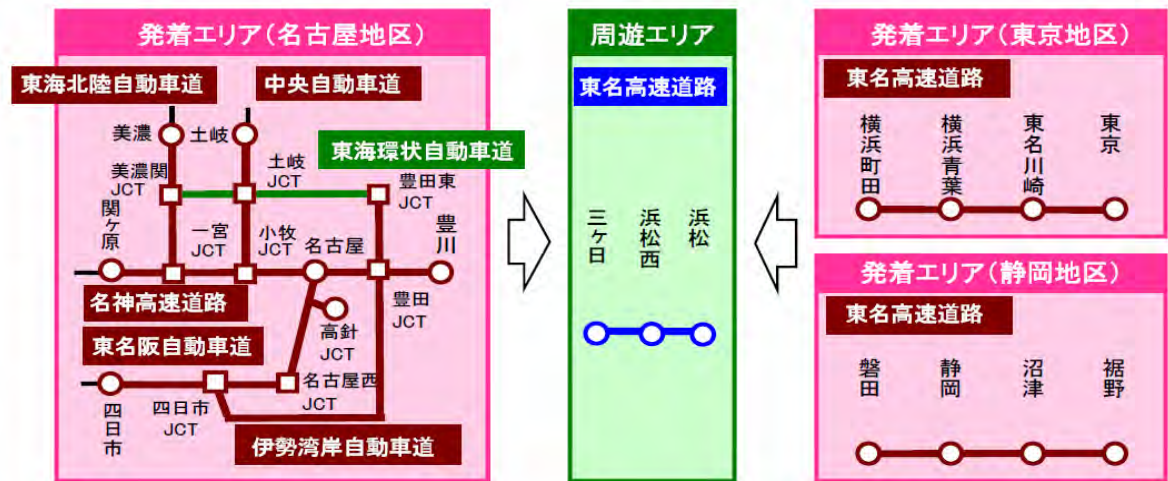 発着エリア(名古屋地区)
東海北陸自動車道
中央自動車道
美濃
土岐
東海環状自動車道
美濃関
JCT
土岐
JCT
豊田東
JCT
関ヶ原
一宮
JCT
小牧
JCT
名古屋
豊川
名神高速道路
豊田
JCT
東名阪自動車道
高針
JCT
名古屋西
JCT
四日市
四日市
JCT
伊勢湾岸自動車道
周遊エリア
東名高速道路
三ヶ日
浜松西
浜松
発着エリア(東京地区)
東名高速道路
横浜町田
横浜青葉
東名川崎
東京
発着エリア(静岡地区)
東名高速道路
磐田
静岡
沼津
裾野